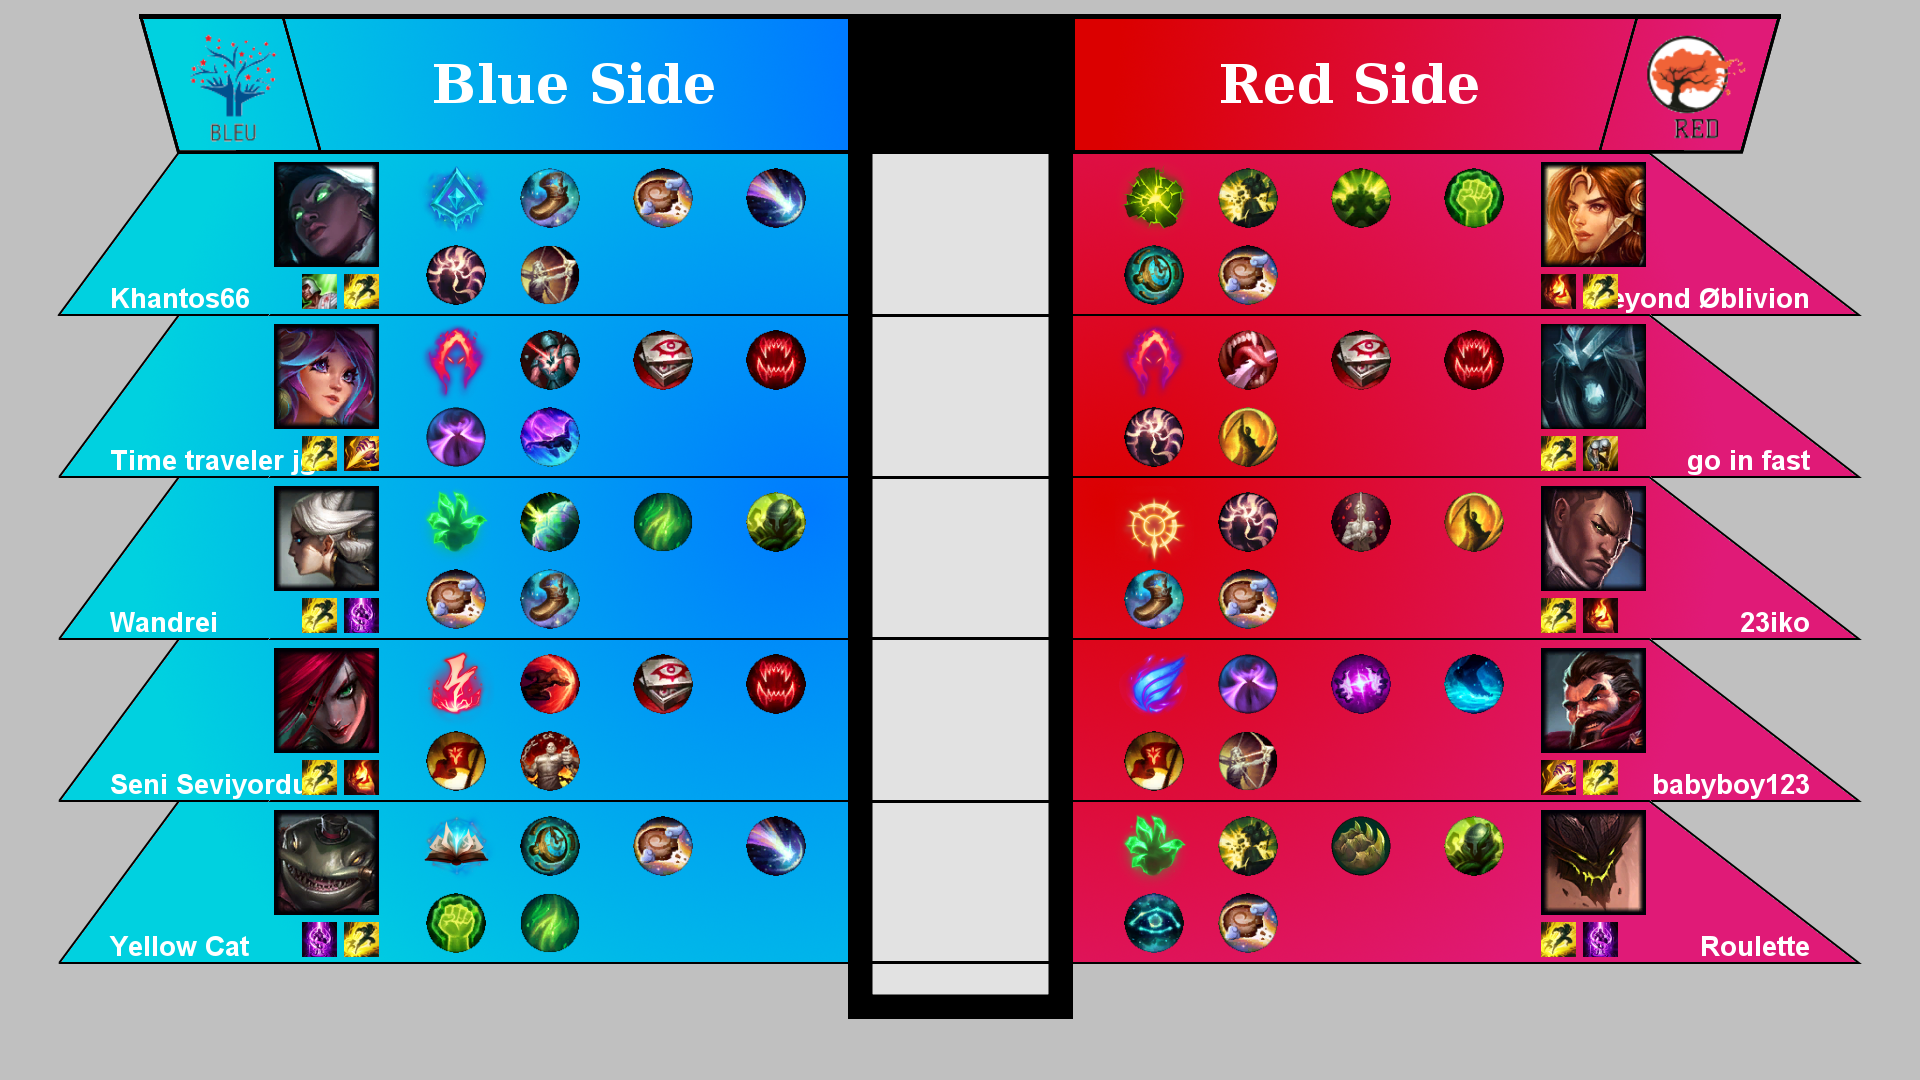 Blue Side
BLEU
Red Side
RED
Khantos66
eyond Øblivion
Time traveler j
go in fast
Wandrei
23iko
Seni Seviyordu
babyboy123
Yellow Cat
Roulette